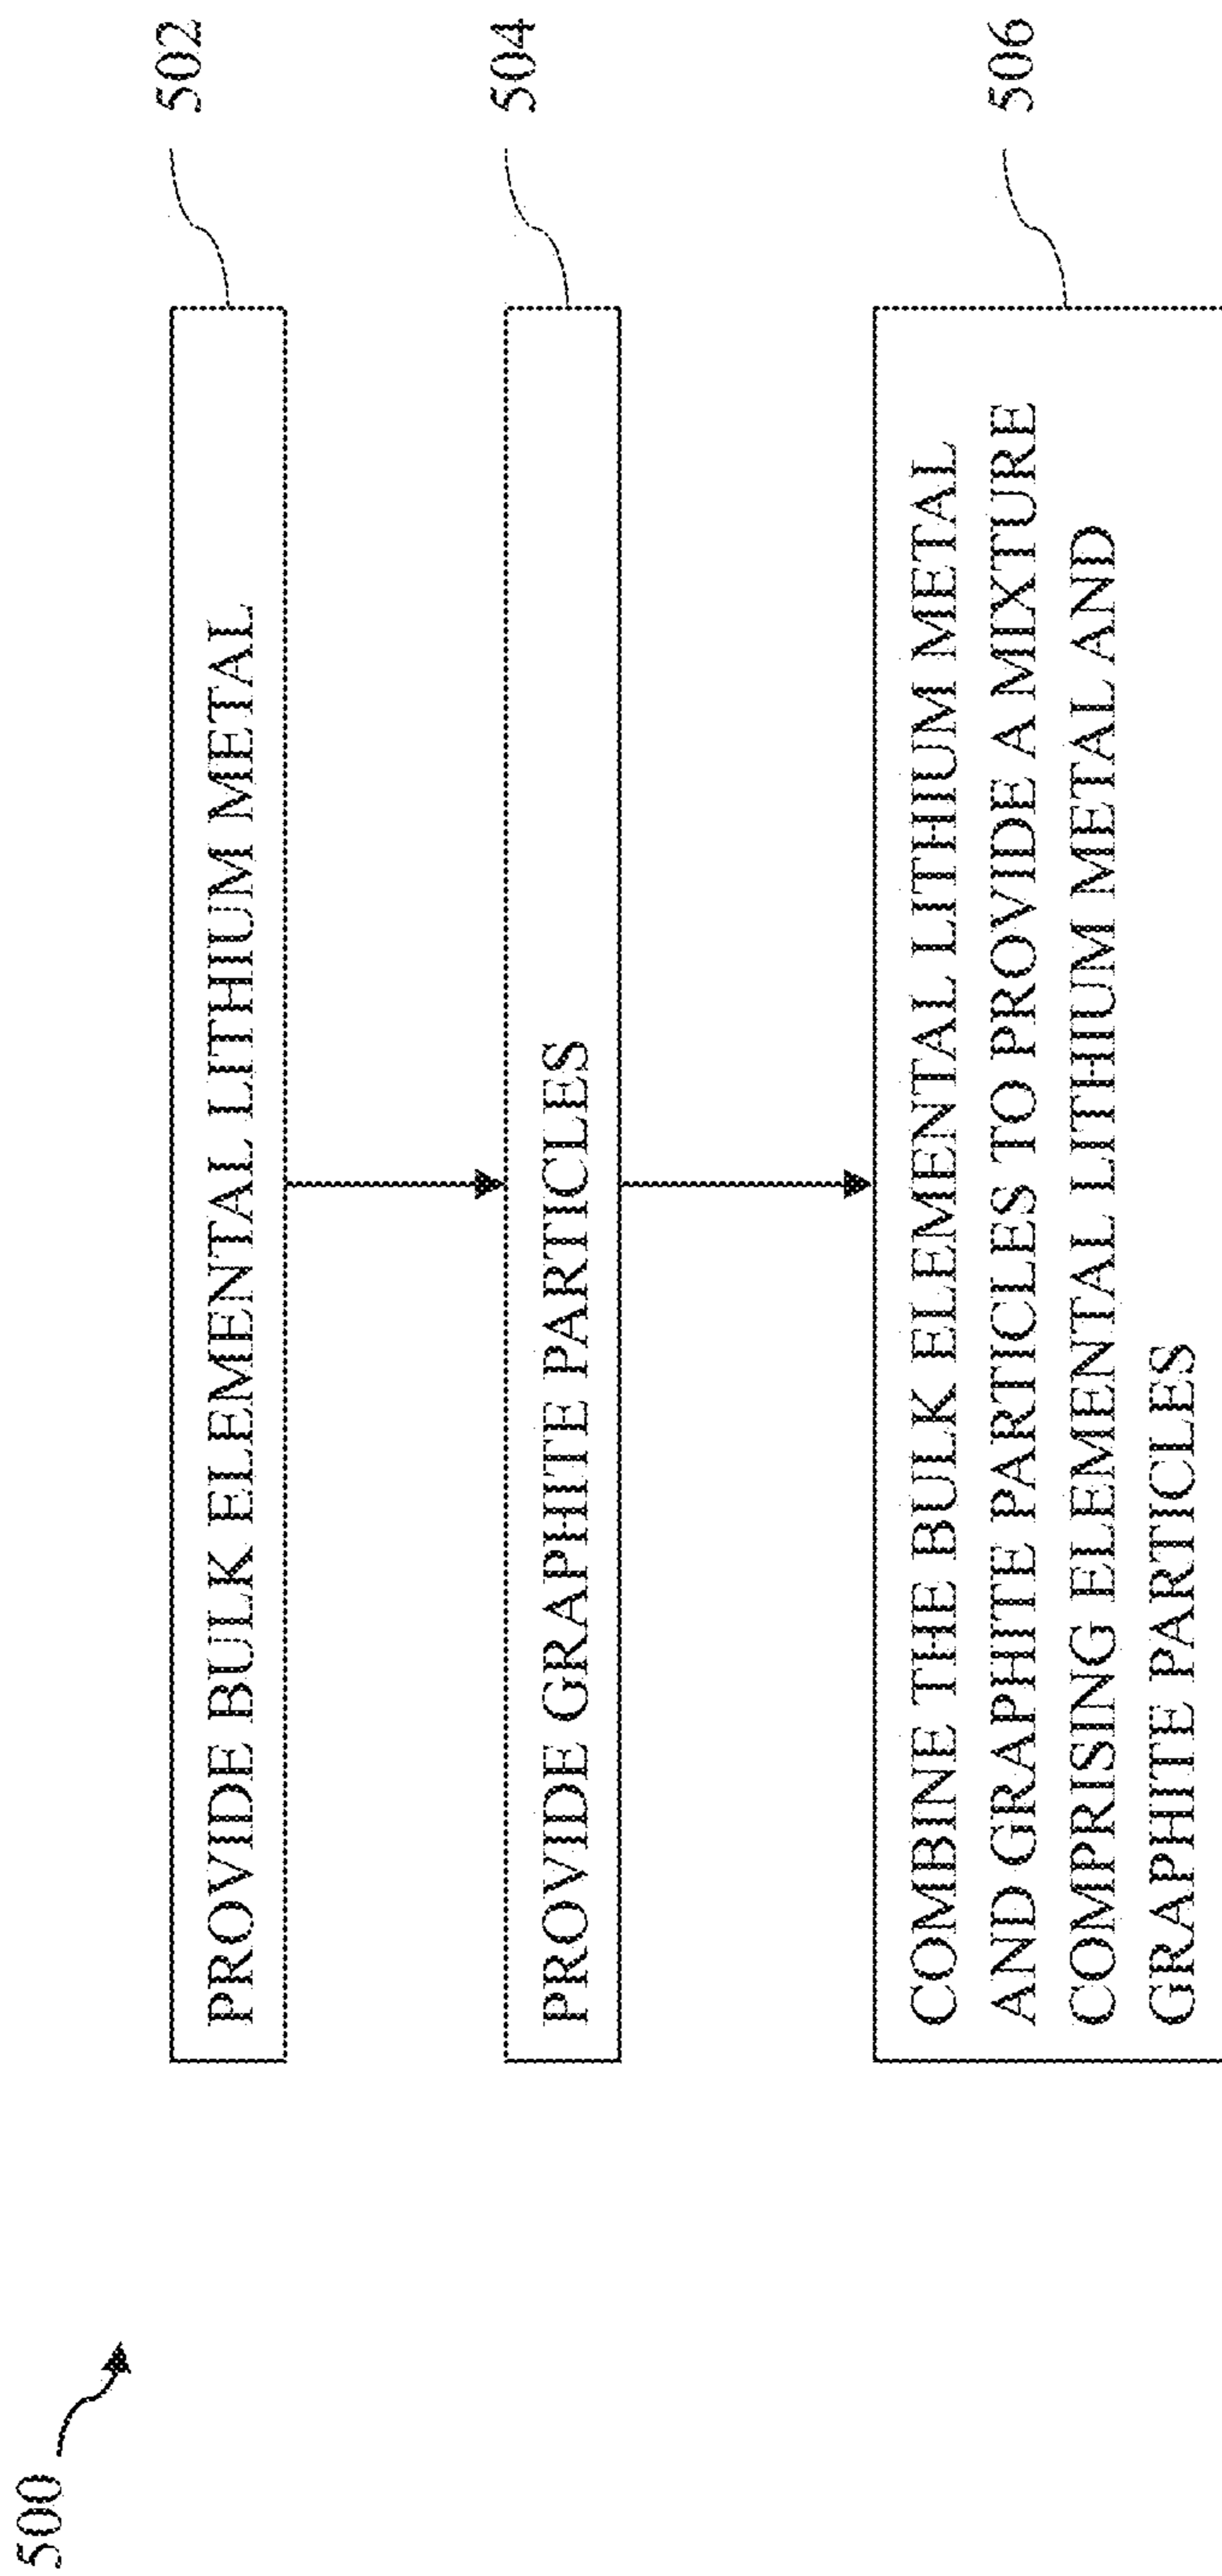 500
PROVIDE BULK ELEMENTAL LITHIUM METAL
502
PROVIDE GRAPHITE PARTICLES
504
COMBINE THE BULK ELEMENTAL LITHIUM METAL
AND GRAPHITE PARTICLES TO PROVIDE A MIXTURE
COMPRISING ELEMENTAL LITHIUM METAL AND
GRAPHITE PARTICLES
506